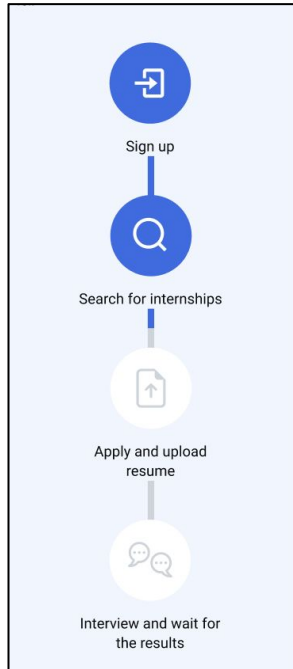 Sign up
Search for internships
Apply and upload
resume
Interview and wait for
the results